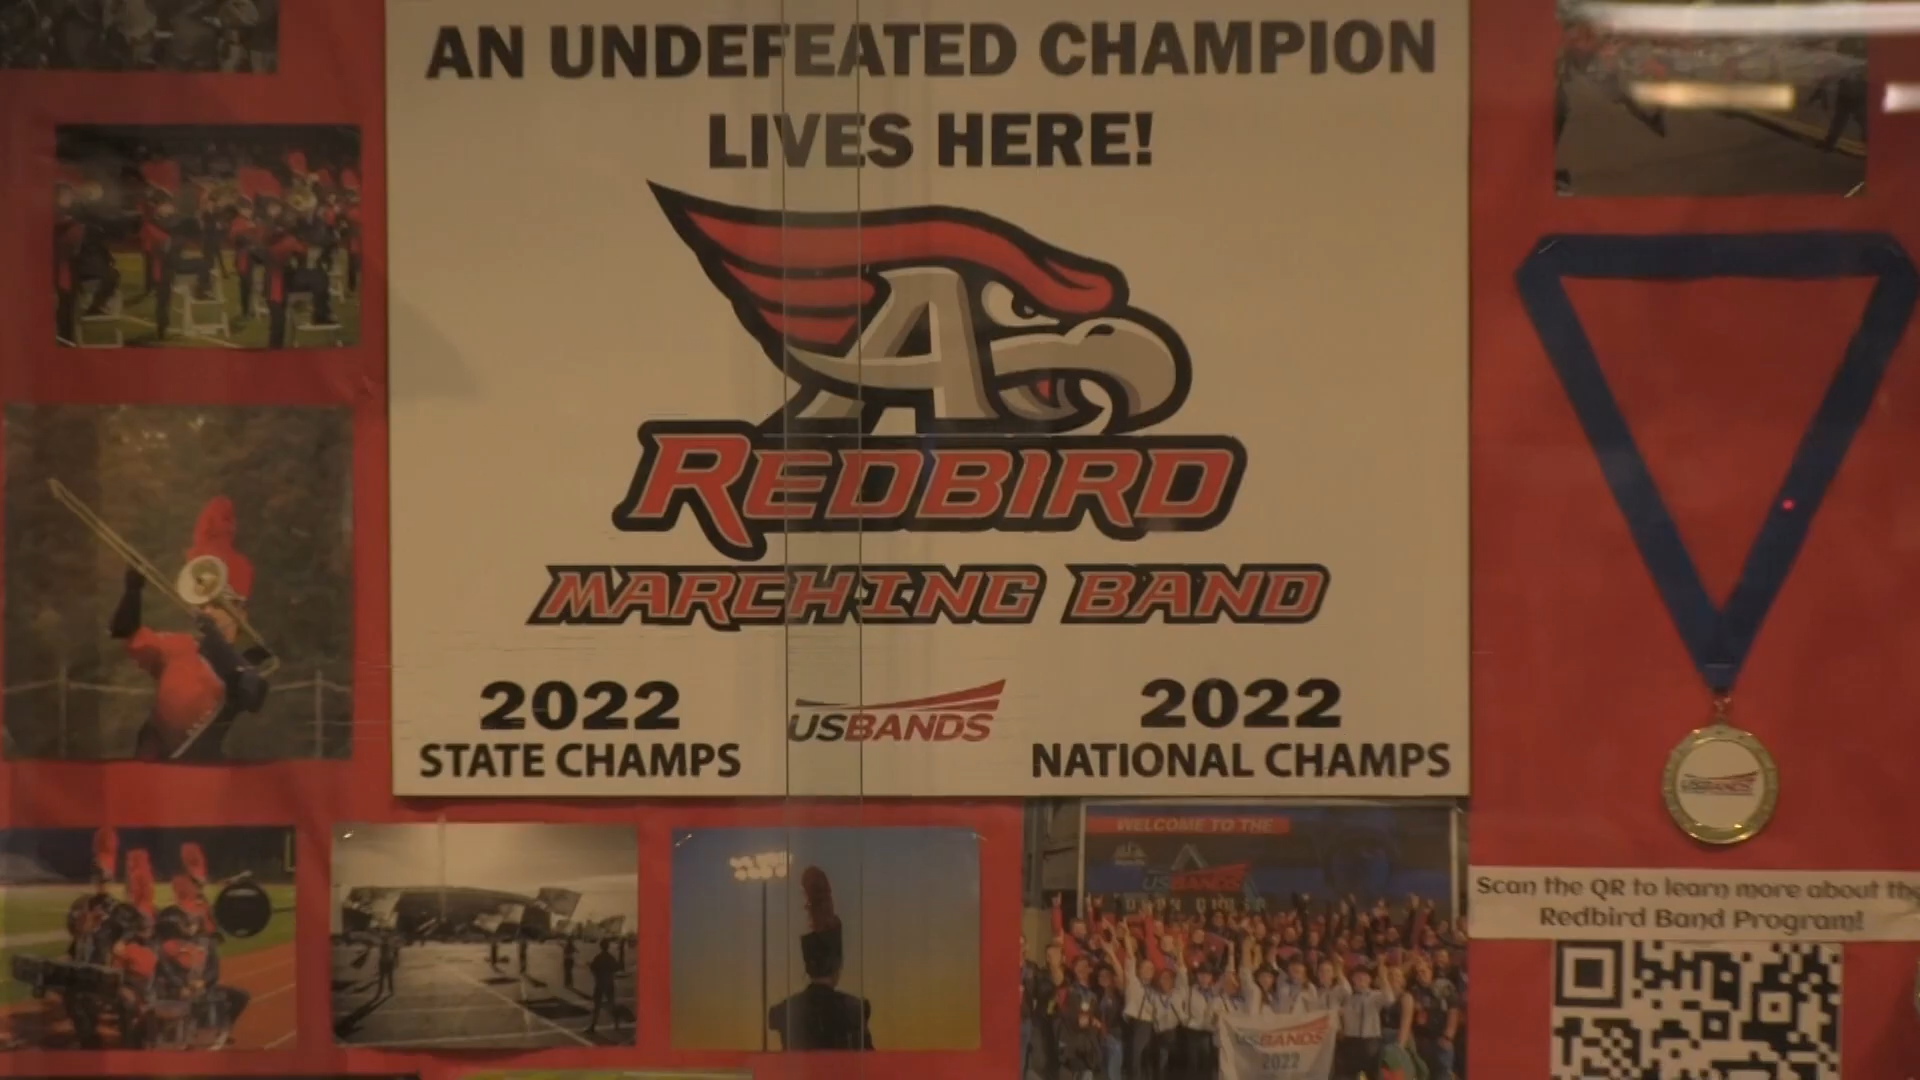 AN UNDEFEATED CHAMPION
LIVES HERE!
A
REDBIRD
MARCHING BAND
2022
STATE CHAMPS
USBANDS
2022
NATIONAL CHAMPS
USBANDS
WELCOME TO THE
USBANDS
USBANDS
2022
Scan the QR to learn more about the
Redbird Band Program!